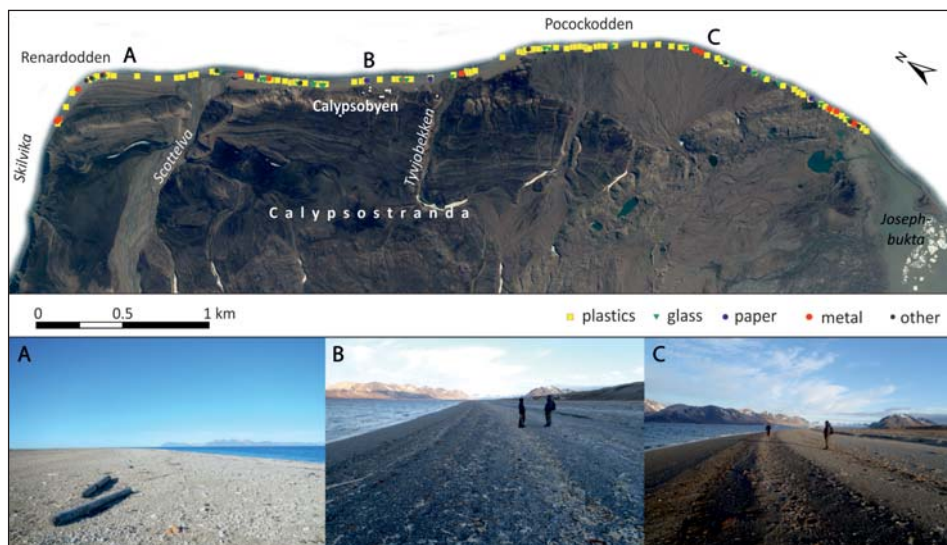 Pocockodden
Renardodden
A
B
C
N
Calypsobyen
Skilvika
Scottelva
Tyvjobekken
Calypsostranda
Joseph-
bukta
0 0.5 1 km
plastics glass paper metal other
A
B
C